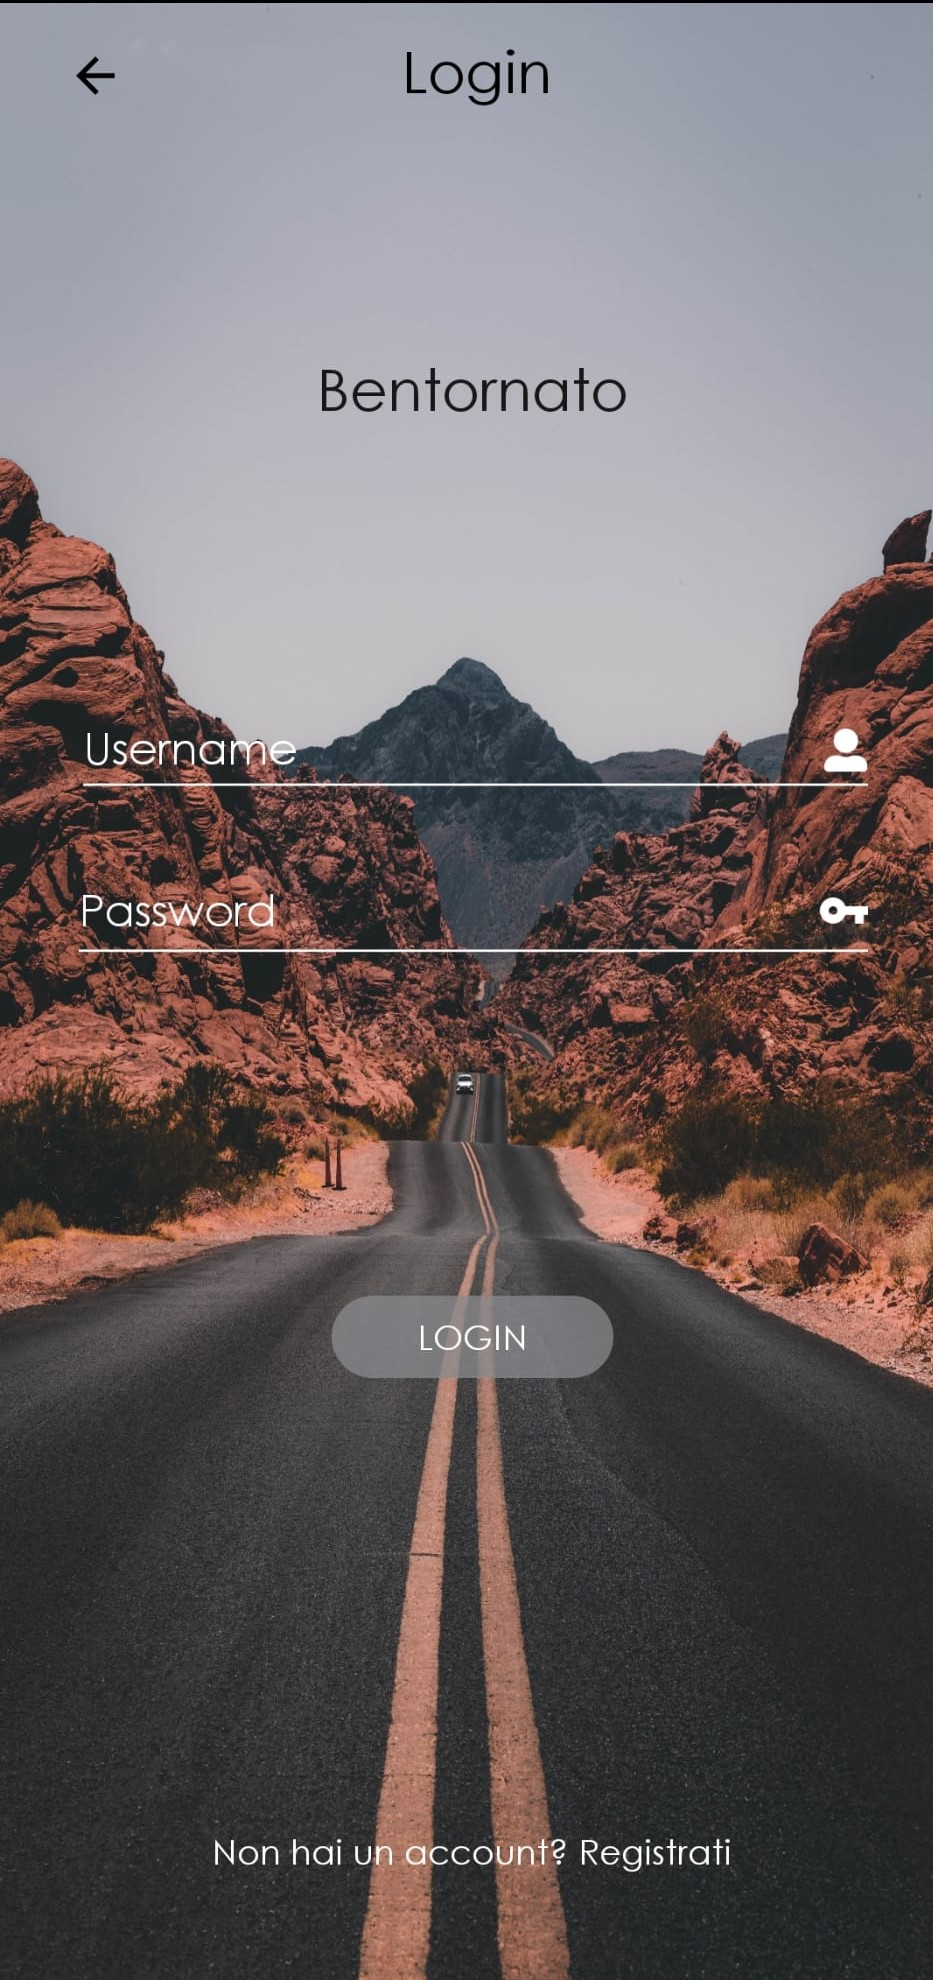 Login
Bentornato
Username
Password
LOGIN
Non hai un account? Registrati